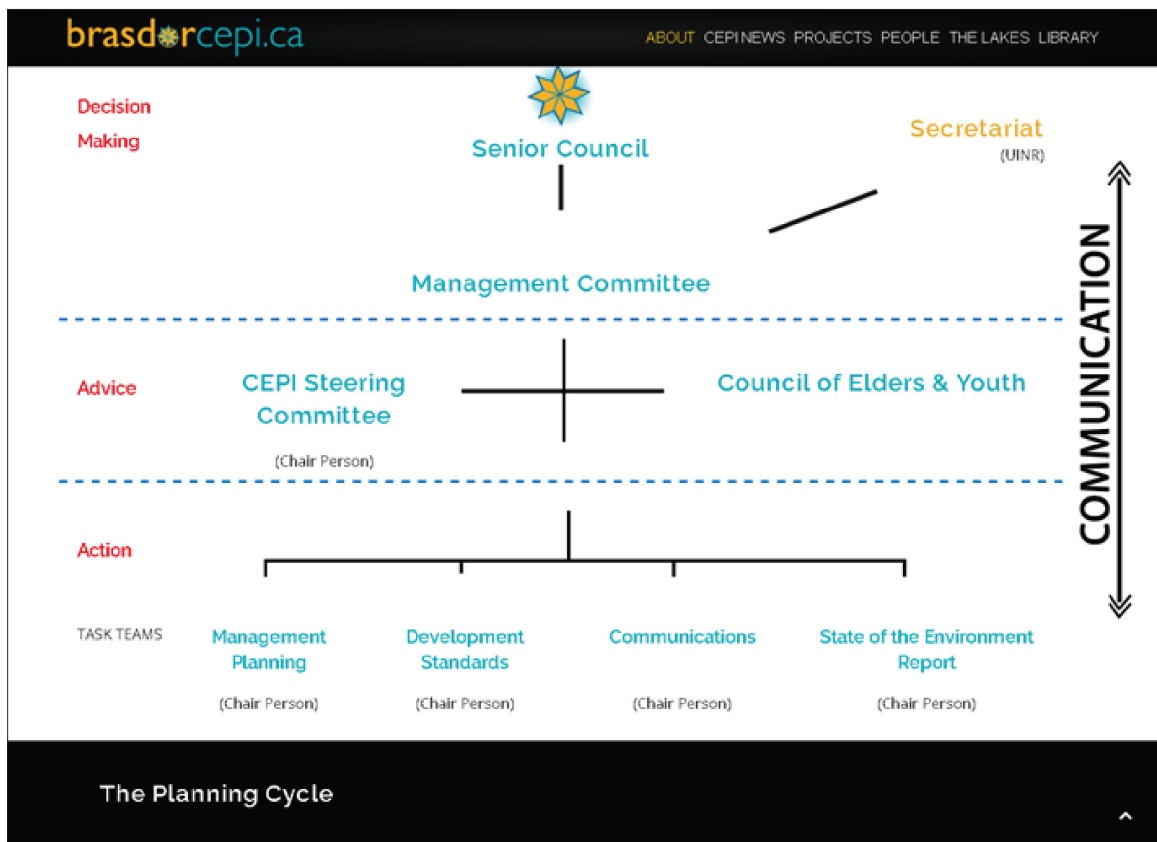 brasdorcepi.ca
ABOUT CEPI NEWS PROJECTS PEOPLE THE LAKES LIBRARY
Decision
Making
Senior Council
Secretariat
(UINR)
Management Committee
COMMUNICATION
Advice
CEPI Steering
Committee
(Chair Person)
Council of Elders & Youth
Action
TASK TEAMS
Management
Planning
(Chair Person)
Development
Standards
(Chair Person)
Communications
(Chair Person)
State of the Environment
Report
(Chair Person)
The Planning Cycle